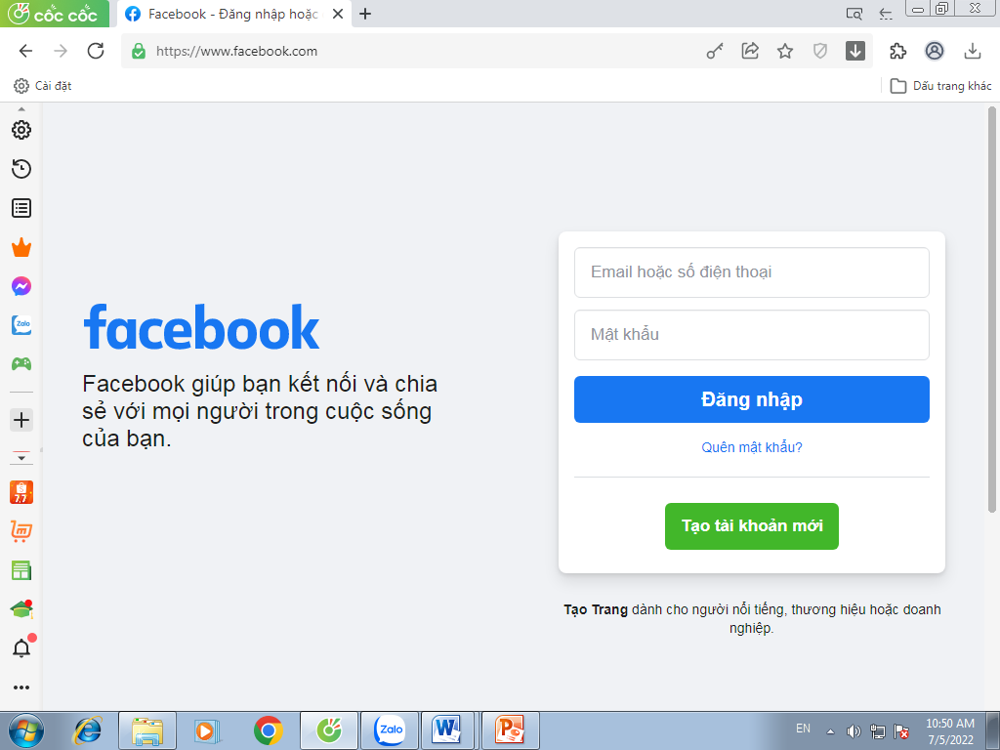 cốc cốc
Facebook - Đăng nhập hoặc
https://www.facebook.com
Cài đặt
Dấu trang khác
Zalo
7.7
facebook
Facebook giúp bạn kết nối và chia
sẻ với mọi người trong cuộc sống
của bạn.
Email hoặc số điện thoại
Mật khẩu
Đăng nhập
Quên mật khẩu?
Tạo tài khoản mới
Tạo Trang dành cho người nổi tiếng, thương hiệu hoặc doanh
nghiệp.
Zalo
EN
10:50 AM
7/5/2022